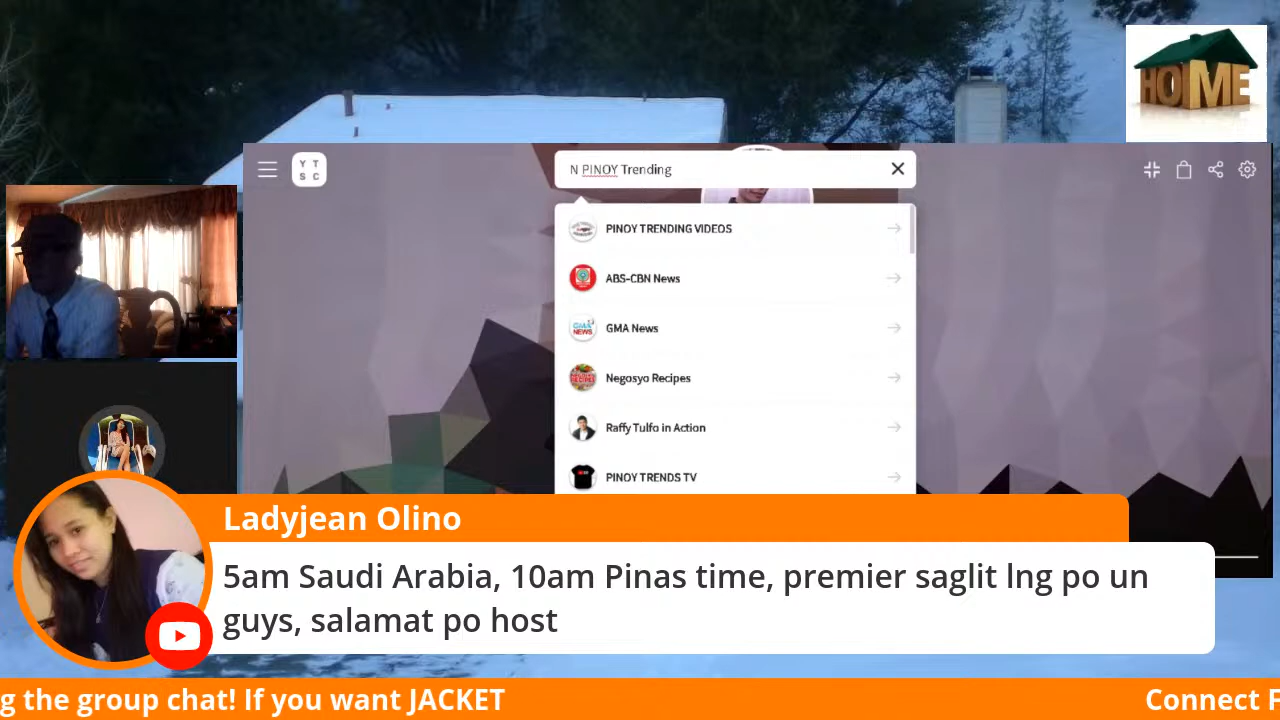 HOME
Y T
S C
N PINOY Trending
PINOY TRENDING VIDEOS
ABS-CBN News
GMA News
Negosyo Recipes
Raffy Tulfo in Action
PINOY TRENDS TV
Ladyjean Olino
5am Saudi Arabia, 10am Pinas time, premier saglit lng po un
guys, salamat po host
g the group chat! If you want JACKET
Connect F